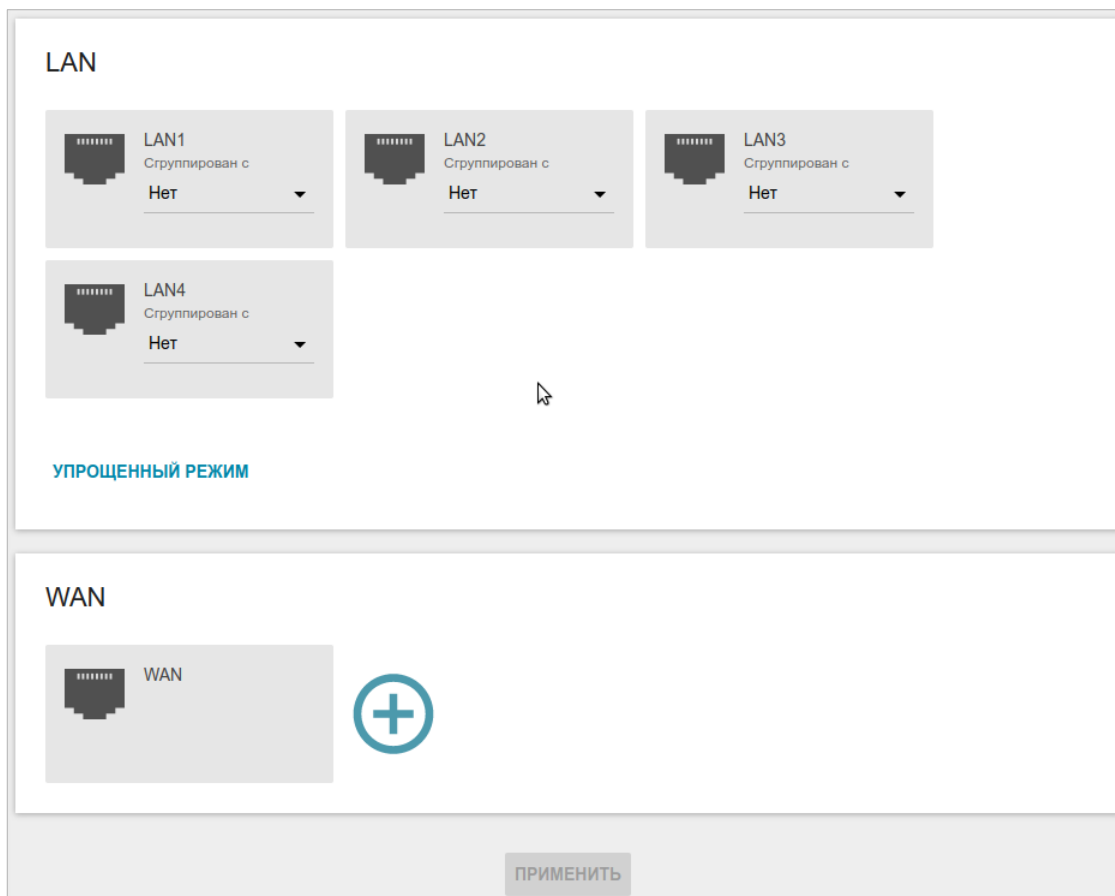 LAN
LAN1
Сгруппирован с
Нет
LAN2
Сгруппирован с
Нет
LAN3
Сгруппирован с
Нет
LAN4
Сгруппирован с
Нет
УПРОЩЕННЫЙ РЕЖИМ
WAN
WAN
ПРИМЕНИТЬ